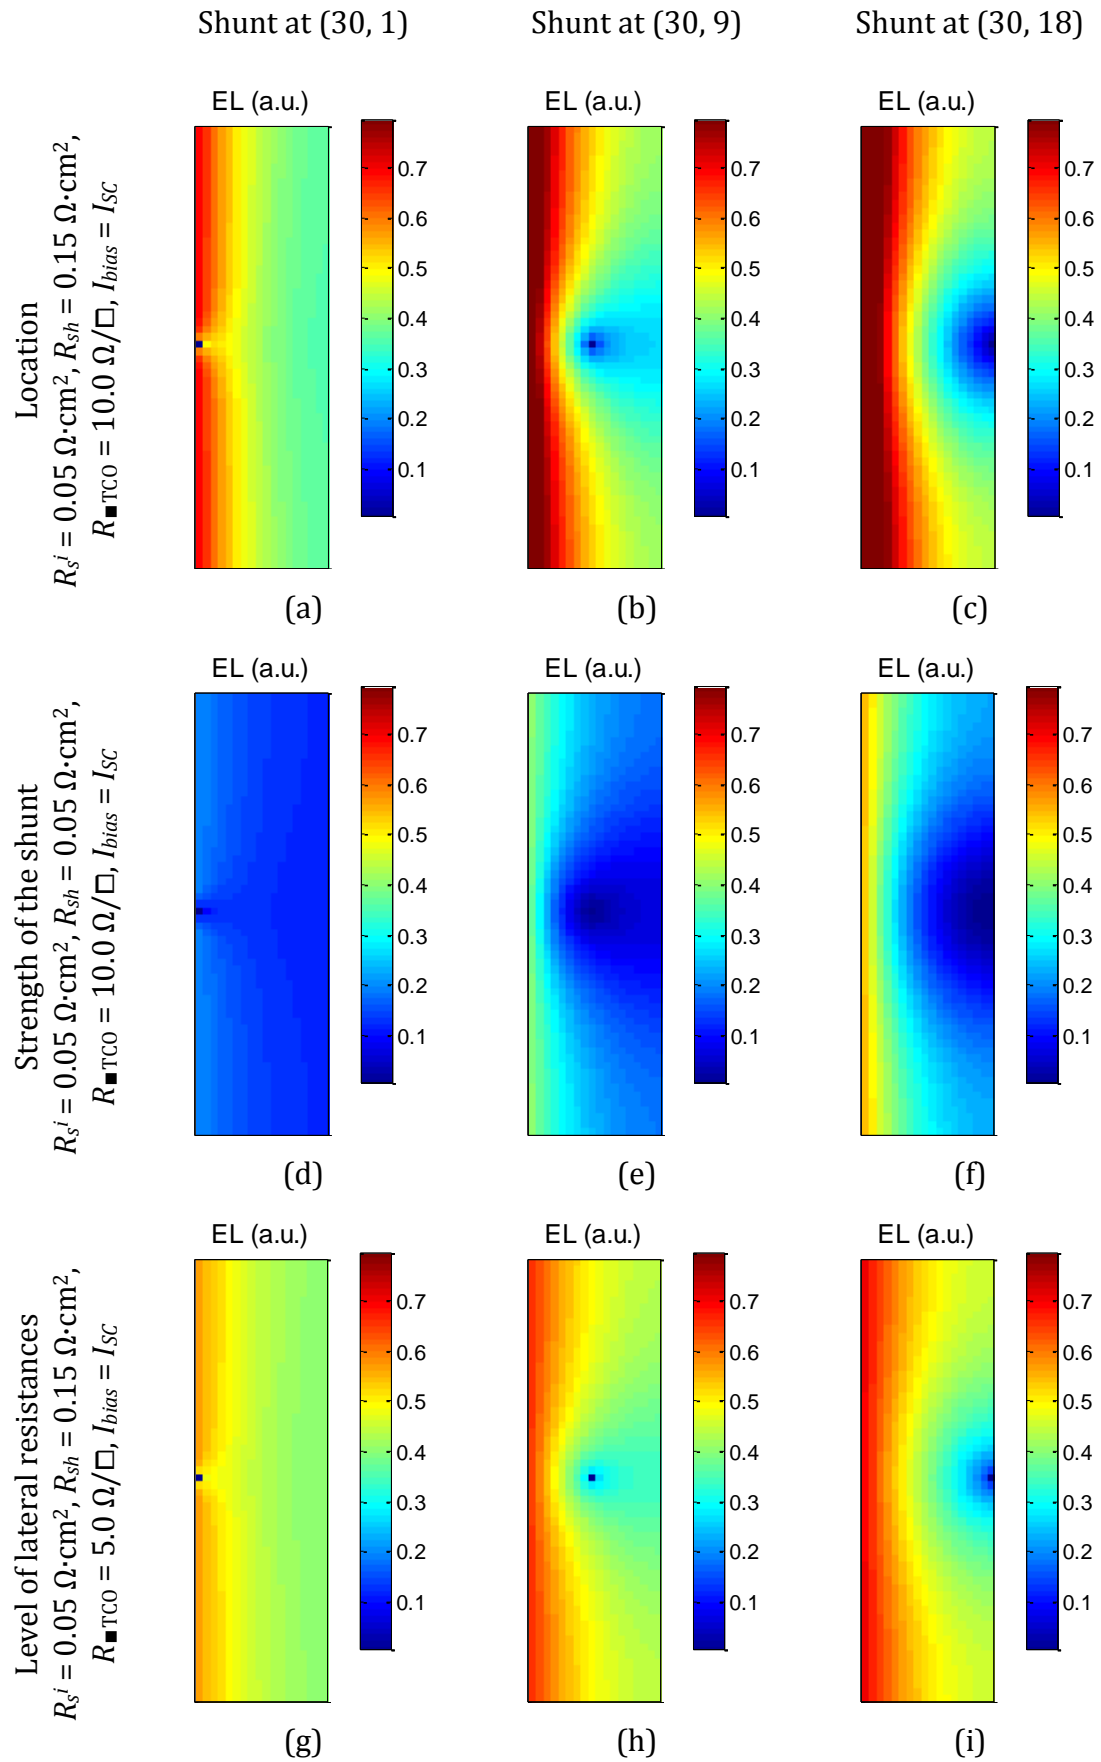 Shunt at (30, 1)
Shunt at (30, 9)
Shunt at (30, 18)
Location
R_s^i = 0.05 Ω·cm², R_sh = 0.15 Ω·cm²,
R_■TCO = 10.0 Ω/□, I_bias = I_SC
EL (a.u.)
0.7
0.6
0.5
0.4
0.3
0.2
0.1
(a)
EL (a.u.)
0.7
0.6
0.5
0.4
0.3
0.2
0.1
(b)
EL (a.u.)
0.7
0.6
0.5
0.4
0.3
0.2
0.1
(c)
Strength of the shunt
R_s^i = 0.05 Ω·cm², R_sh = 0.05 Ω·cm²,
R_■TCO = 10.0 Ω/□, I_bias = I_SC
EL (a.u.)
0.7
0.6
0.5
0.4
0.3
0.2
0.1
(d)
EL (a.u.)
0.7
0.6
0.5
0.4
0.3
0.2
0.1
(e)
EL (a.u.)
0.7
0.6
0.5
0.4
0.3
0.2
0.1
(f)
Level of lateral resistances
R_s^i = 0.05 Ω·cm², R_sh = 0.15 Ω·cm²,
R_■TCO = 5.0 Ω/□, I_bias = I_SC
EL (a.u.)
0.7
0.6
0.5
0.4
0.3
0.2
0.1
(g)
EL (a.u.)
0.7
0.6
0.5
0.4
0.3
0.2
0.1
(h)
EL (a.u.)
0.7
0.6
0.5
0.4
0.3
0.2
0.1
(i)